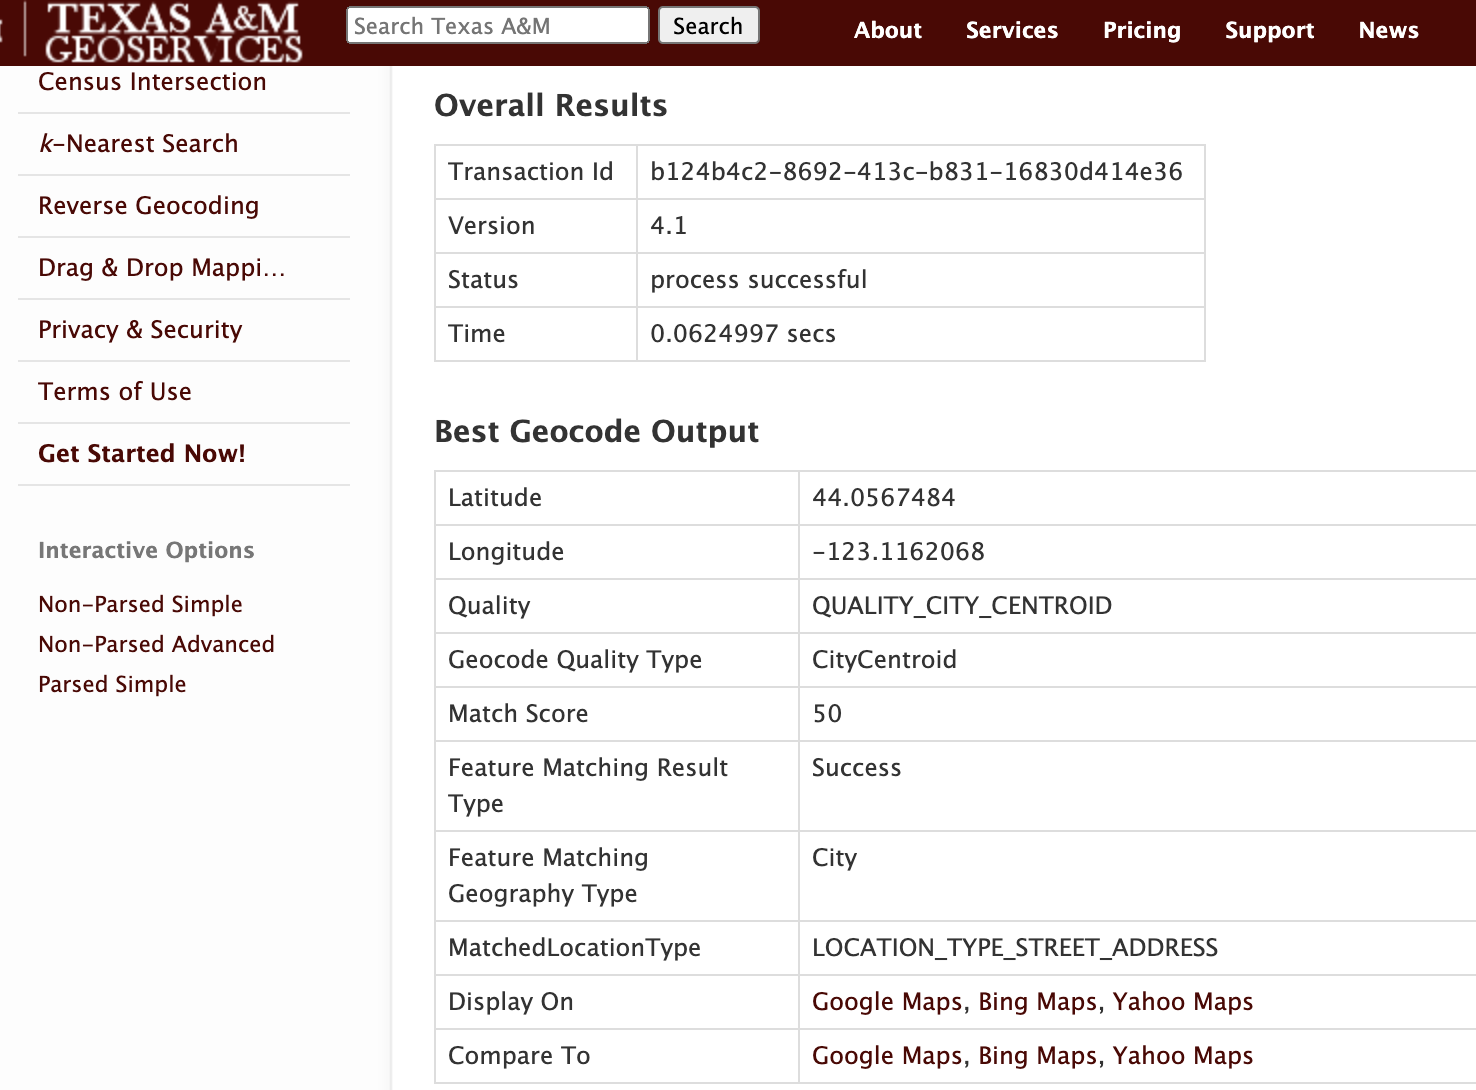 TEXAS A&M
GEOSERVICES
Search Texas A&M
Search
About
Services
Pricing
Support
News
Census Intersection
k-Nearest Search
Reverse Geocoding
Drag & Drop Mappi...
Privacy & Security
Terms of Use
Get Started Now!
Interactive Options
Non-Parsed Simple
Non-Parsed Advanced
Parsed Simple
Overall Results
Transaction Id b124b4c2-8692-413c-b831-16830d414e36
Version 4.1
Status process successful
Time 0.0624997 secs
Best Geocode Output
Latitude 44.0567484
Longitude -123.1162068
Quality QUALITY_CITY_CENTROID
Geocode Quality Type CityCentroid
Match Score 50
Feature Matching Result Success
Type
Feature Matching City
Geography Type
MatchedLocationType LOCATION_TYPE_STREET_ADDRESS
Display On Google Maps, Bing Maps, Yahoo Maps
Compare To Google Maps, Bing Maps, Yahoo Maps